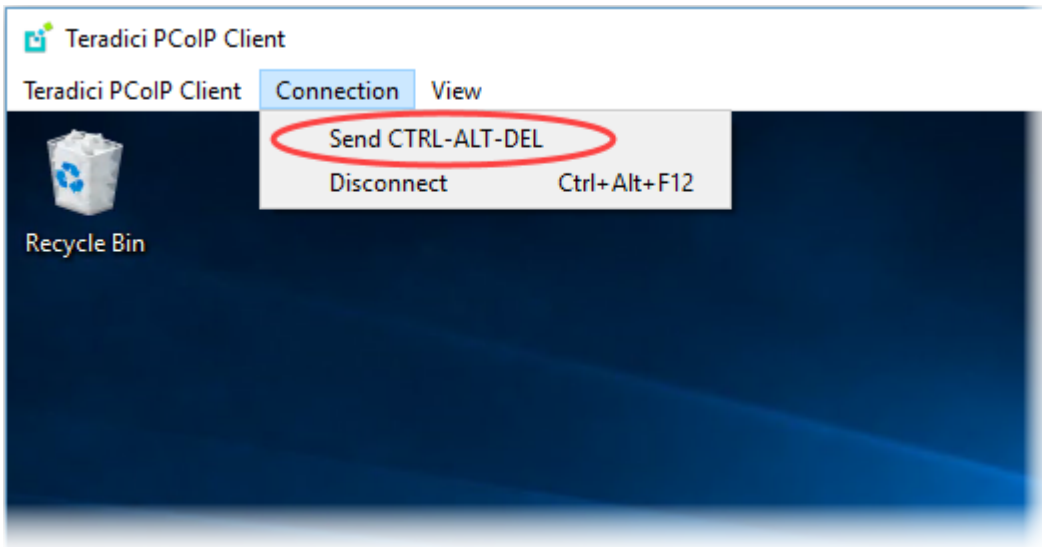 Teradici PCoIP Client
Teradici PCoIP Client Connection View
Send CTRL-ALT-DEL
Disconnect Ctrl+Alt+F12
Recycle Bin